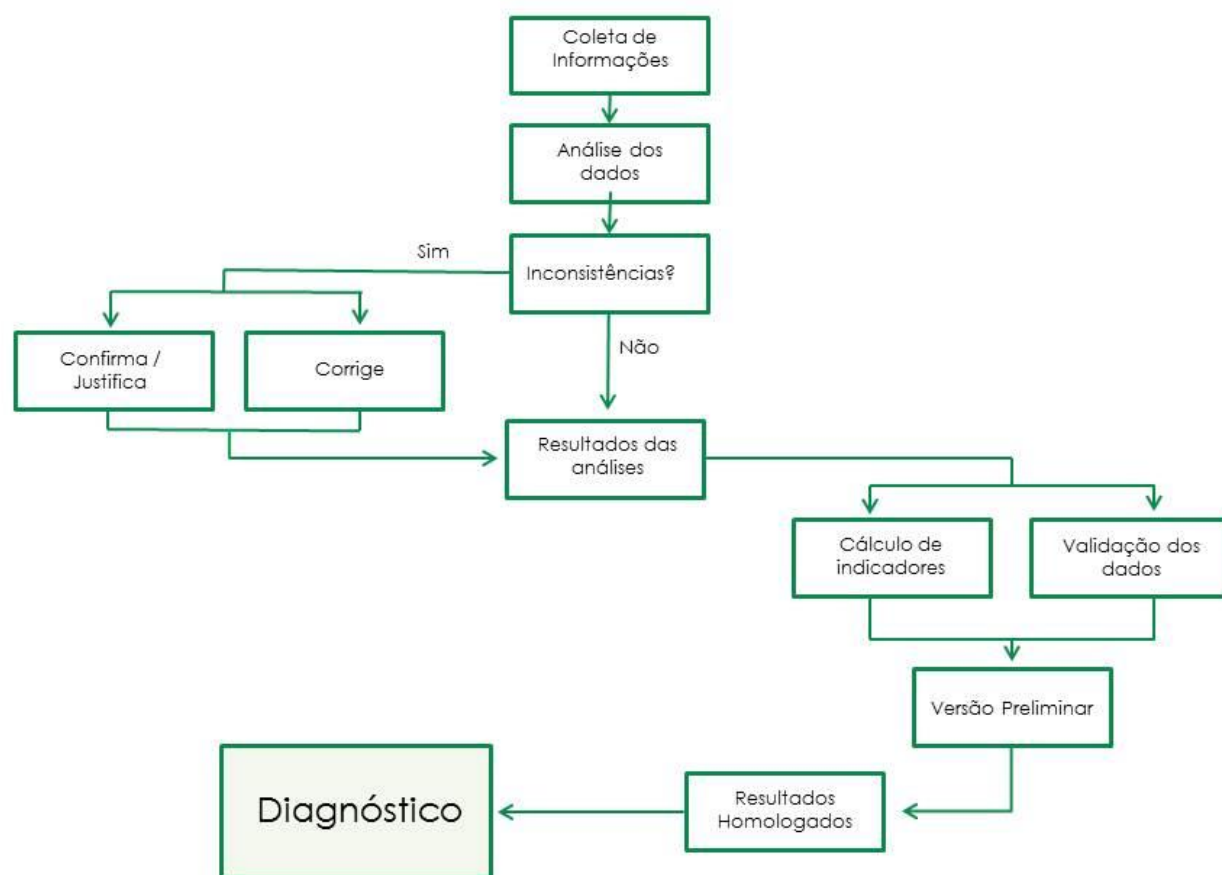 Coleta de
Informações
Análise dos
dados
Sim
Inconsistências?
Não
Confirma /
Justifica
Corrige
Resultados das
análises
Cálculo de
indicadores
Validação dos
dados
Versão Preliminar
Resultados
Homologados
Diagnóstico